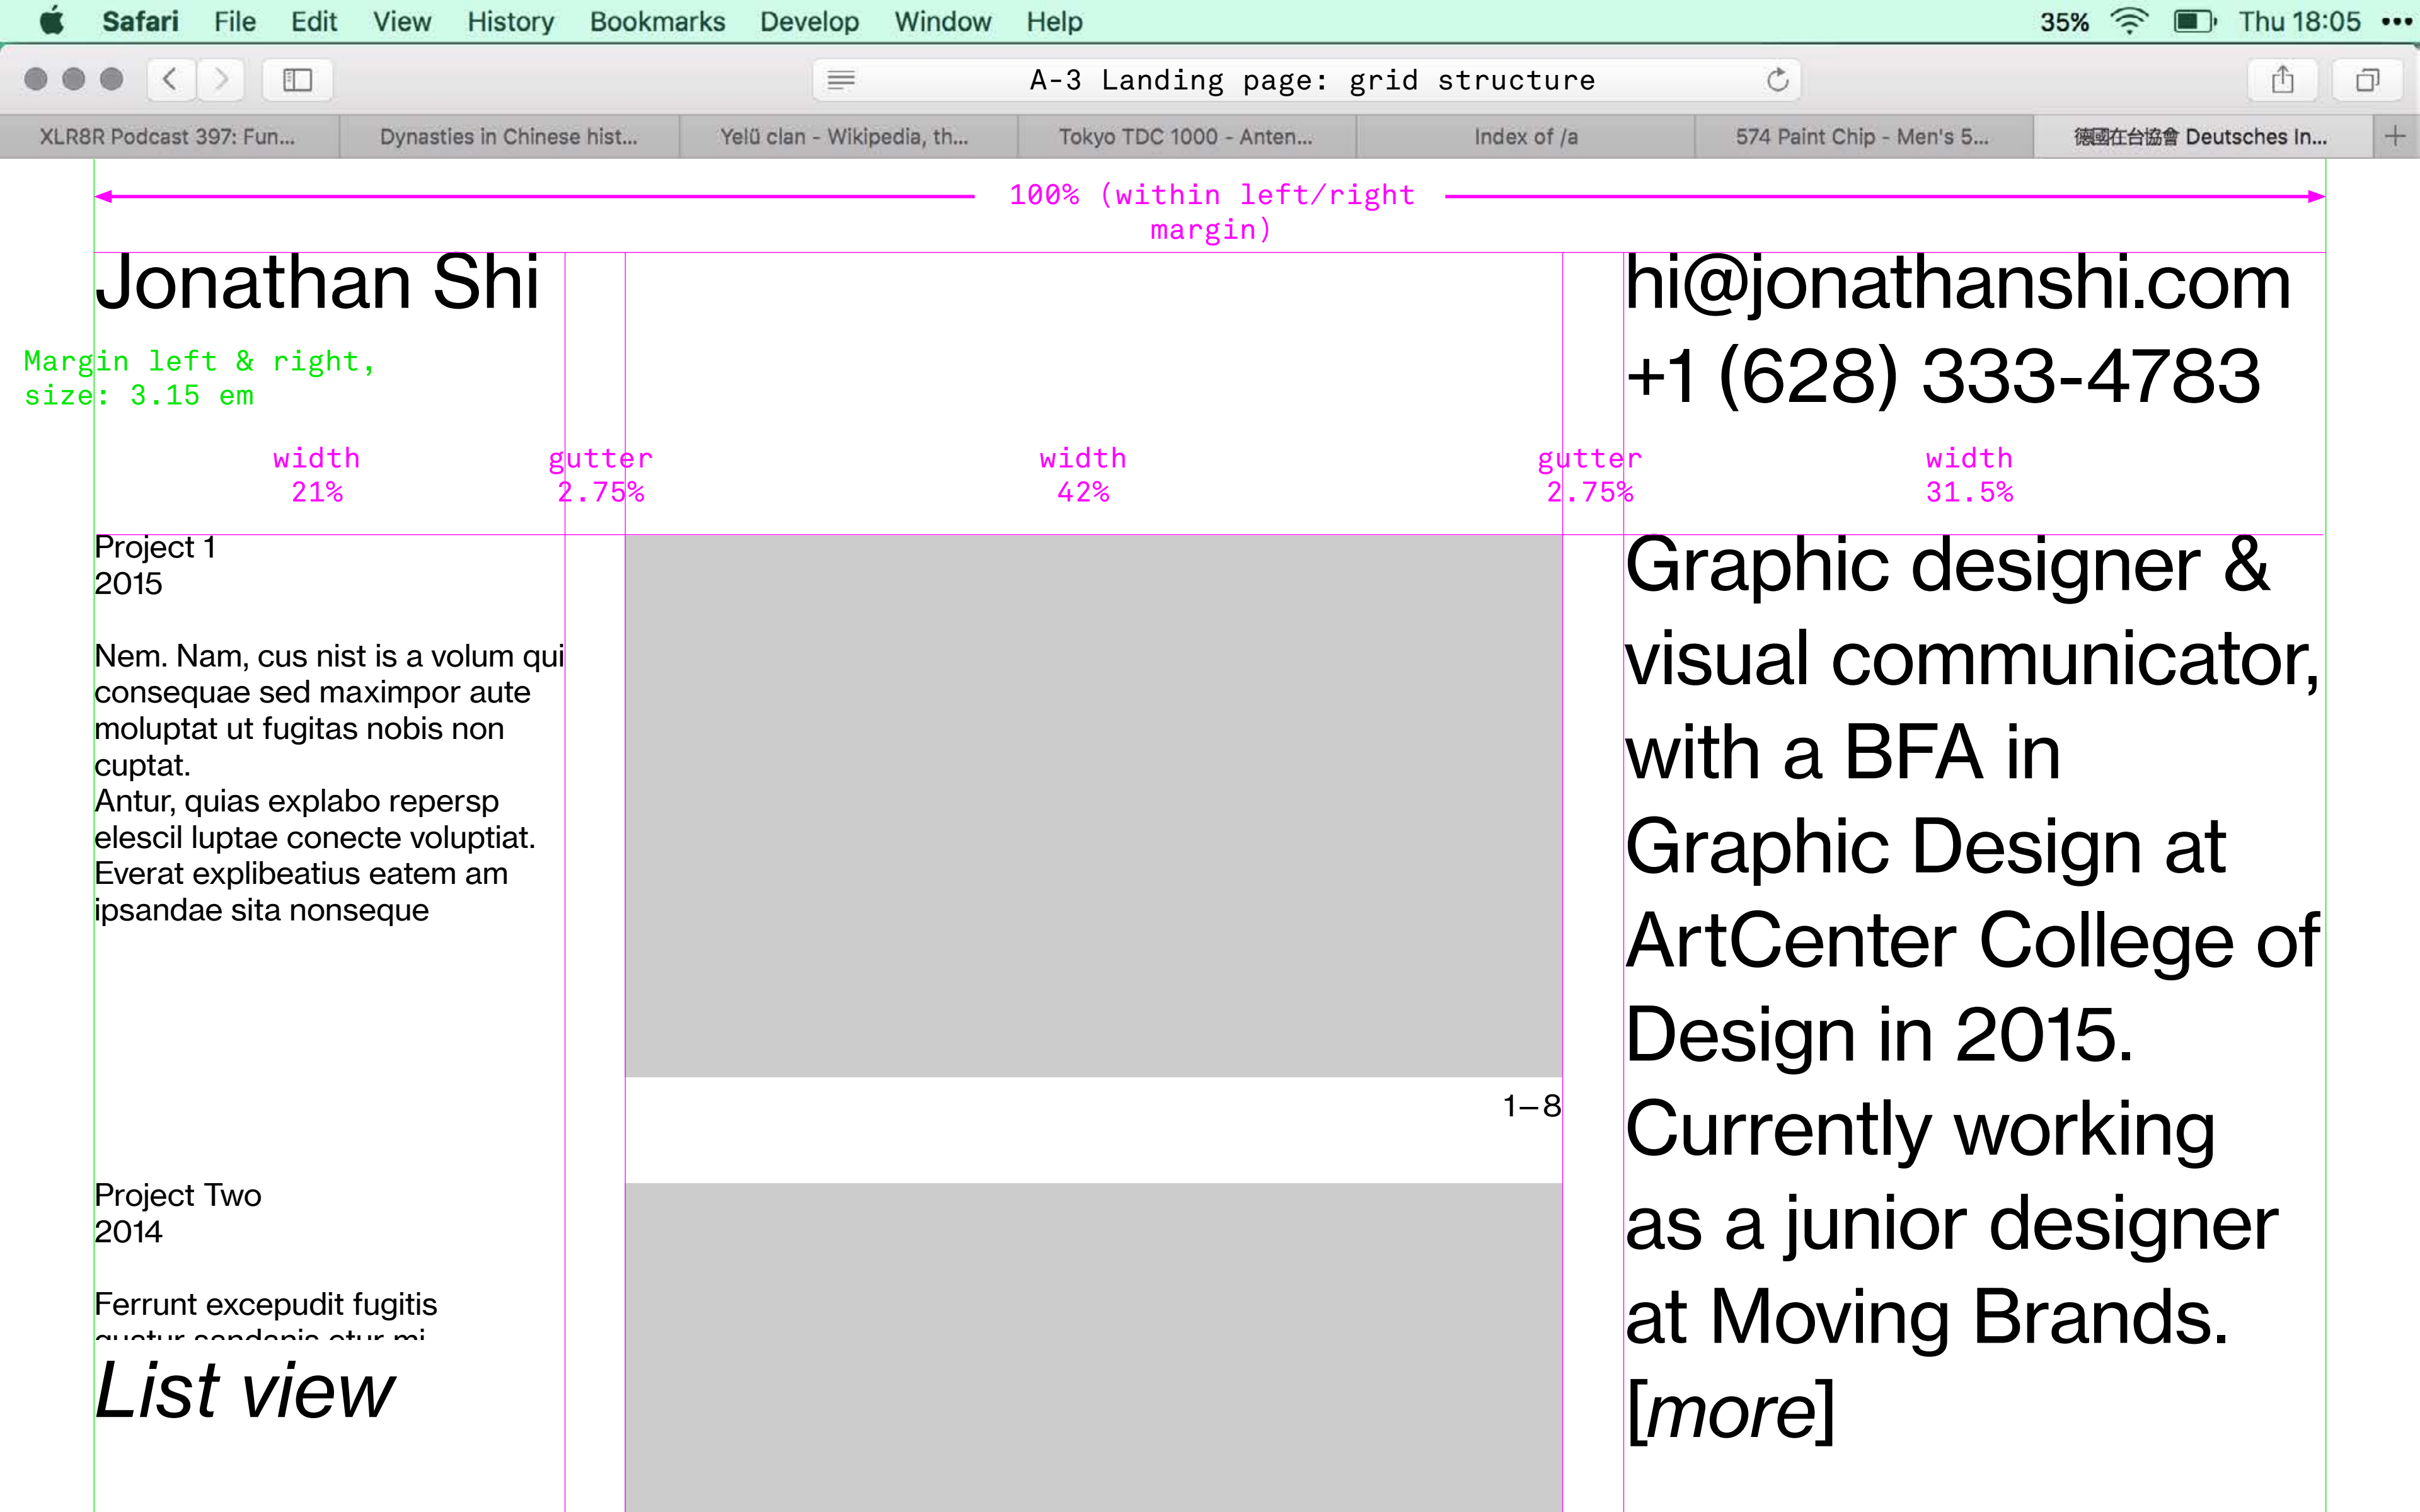 Safari File Edit View History Bookmarks Develop Window Help 35% Thu 18:05
A-3 Landing page: grid structure
XLR8R Podcast 397: Fun... Dynasties in Chinese hist... Yelü clan - Wikipedia, th... Tokyo TDC 1000 - Anten... Index of /a 574 Paint Chip - Men's 5... 德國在台協會 Deutsches In...
100% (within left/right
margin)
Jonathan Shi
hi@jonathanshi.com
+1 (628) 333-4783
Margin left & right,
size: 3.15 em
width
21%
gutter
2.75%
width
42%
gutter
2.75%
width
31.5%
Project 1
2015
Nem. Nam, cus nist is a volum qui
consequae sed maximpor aute
moluptat ut fugitas nobis non
cuptat.
Antur, quias explabo repersp
elescil luptae conecte voluptiat.
Everat explibeatius eatem am
ipsandae sita nonseque
1–8
Project Two
2014
Ferrunt excepudit fugitis
List view
Graphic designer &
visual communicator,
with a BFA in
Graphic Design at
ArtCenter College of
Design in 2015.
Currently working
as a junior designer
at Moving Brands.
[more]